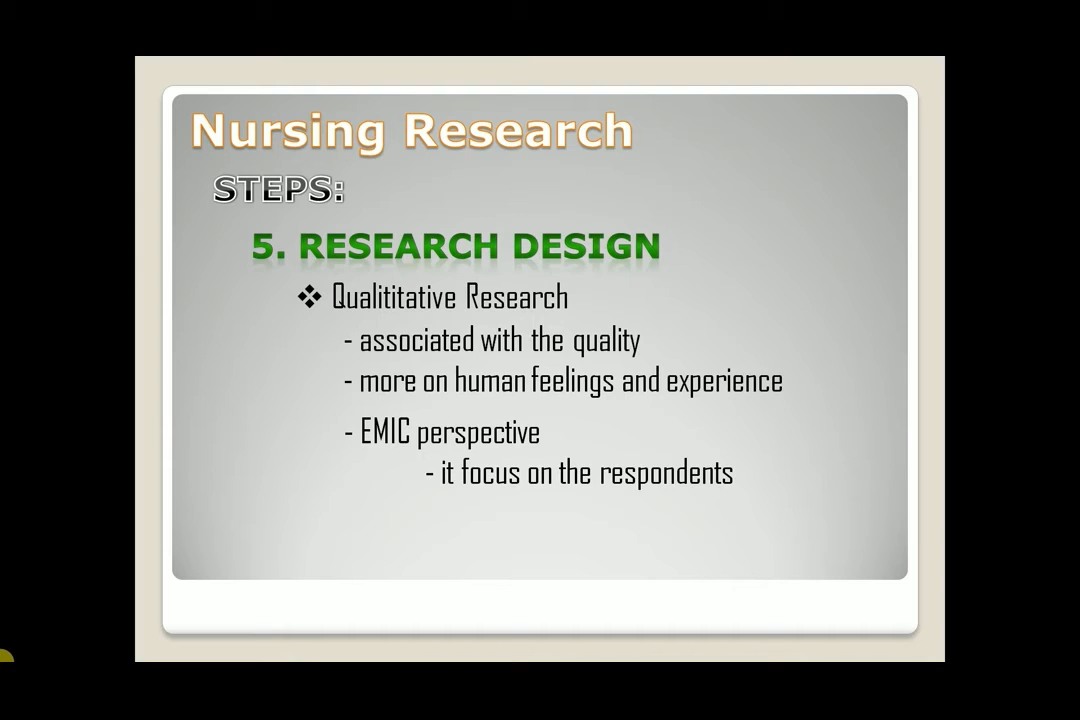 Nursing Research
STEPS:
5. RESEARCH DESIGN
❖ Qualititative Research
- associated with the quality
- more on human feelings and experience
- EMIC perspective
- it focus on the respondents